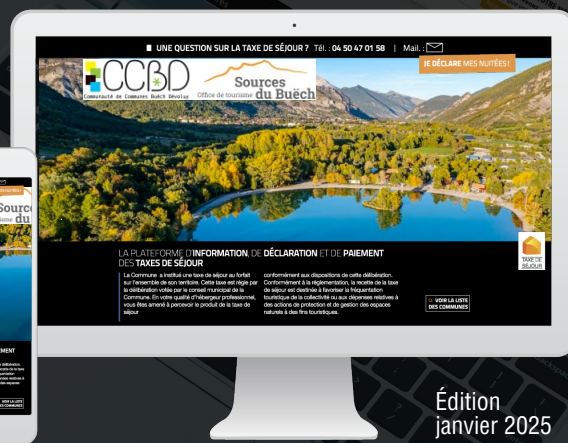 UNE QUESTION SUR LA TAXE DE SÉJOUR ? Tél. : 04 50 47 01 58 | Mail. :
JE DÉCLARE MES NUITÉES !
CCBD
Communauté de Communes Buëch Dévoluy
Sources
Office de tourisme du Buëch
LA PLATEFORME D'INFORMATION, DE DÉCLARATION ET DE PAIEMENT
DES TAXES DE SÉJOUR
La Commune a institué une taxe de séjour au forfait
sur l'ensemble de son territoire. Cette taxe est régie par
la délibération votée par le conseil municipal de la
Commune. En votre qualité d'hébergeur professionnel,
vous êtes amené à percevoir le produit de la taxe de
séjour
conformément aux dispositions de cette délibération.
Conformément à la réglementation, la recette de la taxe
de séjour est destinée à favoriser la fréquentation
touristique de la collectivité ou aux dépenses relatives à
des actions de protection et de gestion des espaces
naturels à des fins touristiques.
TAXE DE
SÉJOUR
VOIR LA LISTE
DES COMMUNES
Édition
janvier 2025